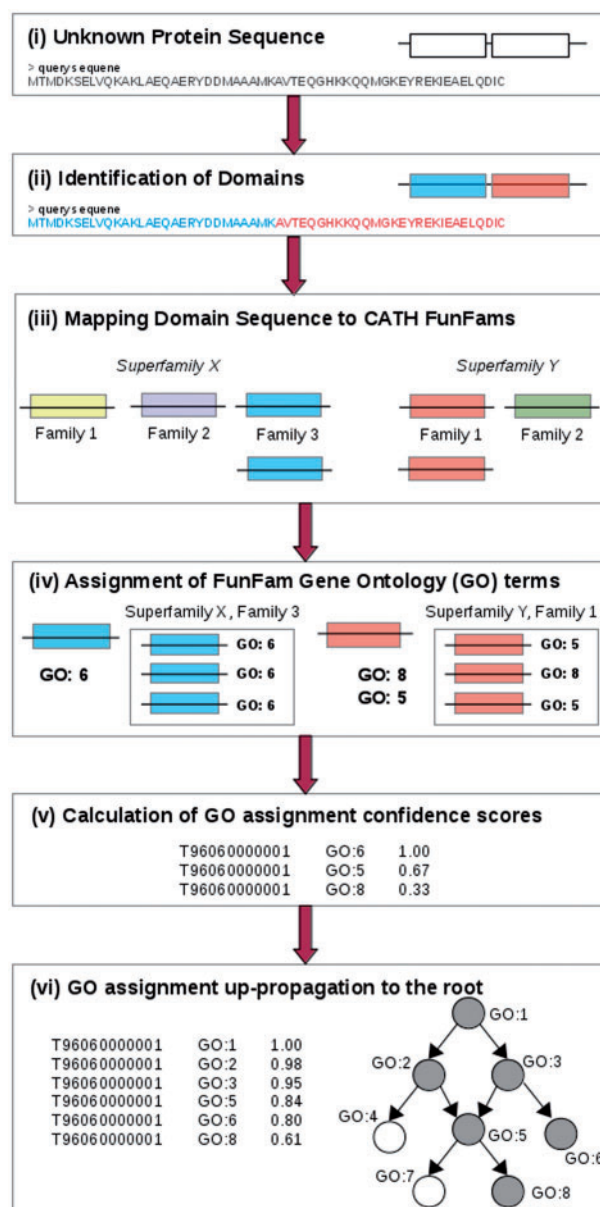 (i) Unknown Protein Sequence
> querys equene
MTMDKSELVQKAKLAEQAERYDDMAAAMKAVTEQGHKKQQMGKEYREKIEAELQDIC
(ii) Identification of Domains
> querys equene
MTMDKSELVQKAKLAEQAERYDDMAAAMKAVTEQGHKKQQMGKEYREKIEAELQDIC
(iii) Mapping Domain Sequence to CATH FunFams
Superfamily X
Superfamily Y
Family 1
Family 2
Family 3
Family 1
Family 2
(iv) Assignment of FunFam Gene Ontology (GO) terms
Superfamily X, Family 3
Superfamily Y, Family 1
GO: 6
GO: 6
GO: 6
GO: 6
GO: 8
GO: 5
GO: 5
GO: 8
GO: 5
(v) Calculation of GO assignment confidence scores
T96060000001 GO:6 1.00
T96060000001 GO:5 0.67
T96060000001 GO:8 0.33
(vi) GO assignment up-propagation to the root
T96060000001 GO:1 1.00
T96060000001 GO:2 0.98
T96060000001 GO:3 0.95
T96060000001 GO:5 0.84
T96060000001 GO:6 0.80
T96060000001 GO:8 0.61
GO:1
GO:2
GO:3
GO:4
GO:5
GO:6
GO:7
GO:8